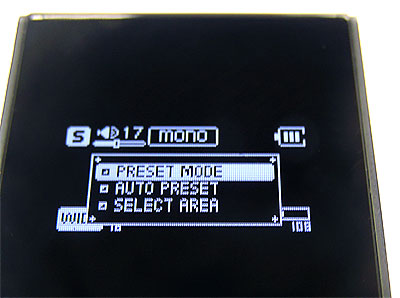 S 17 mono
PRESET MODE
AUTO PRESET
SELECT AREA
108